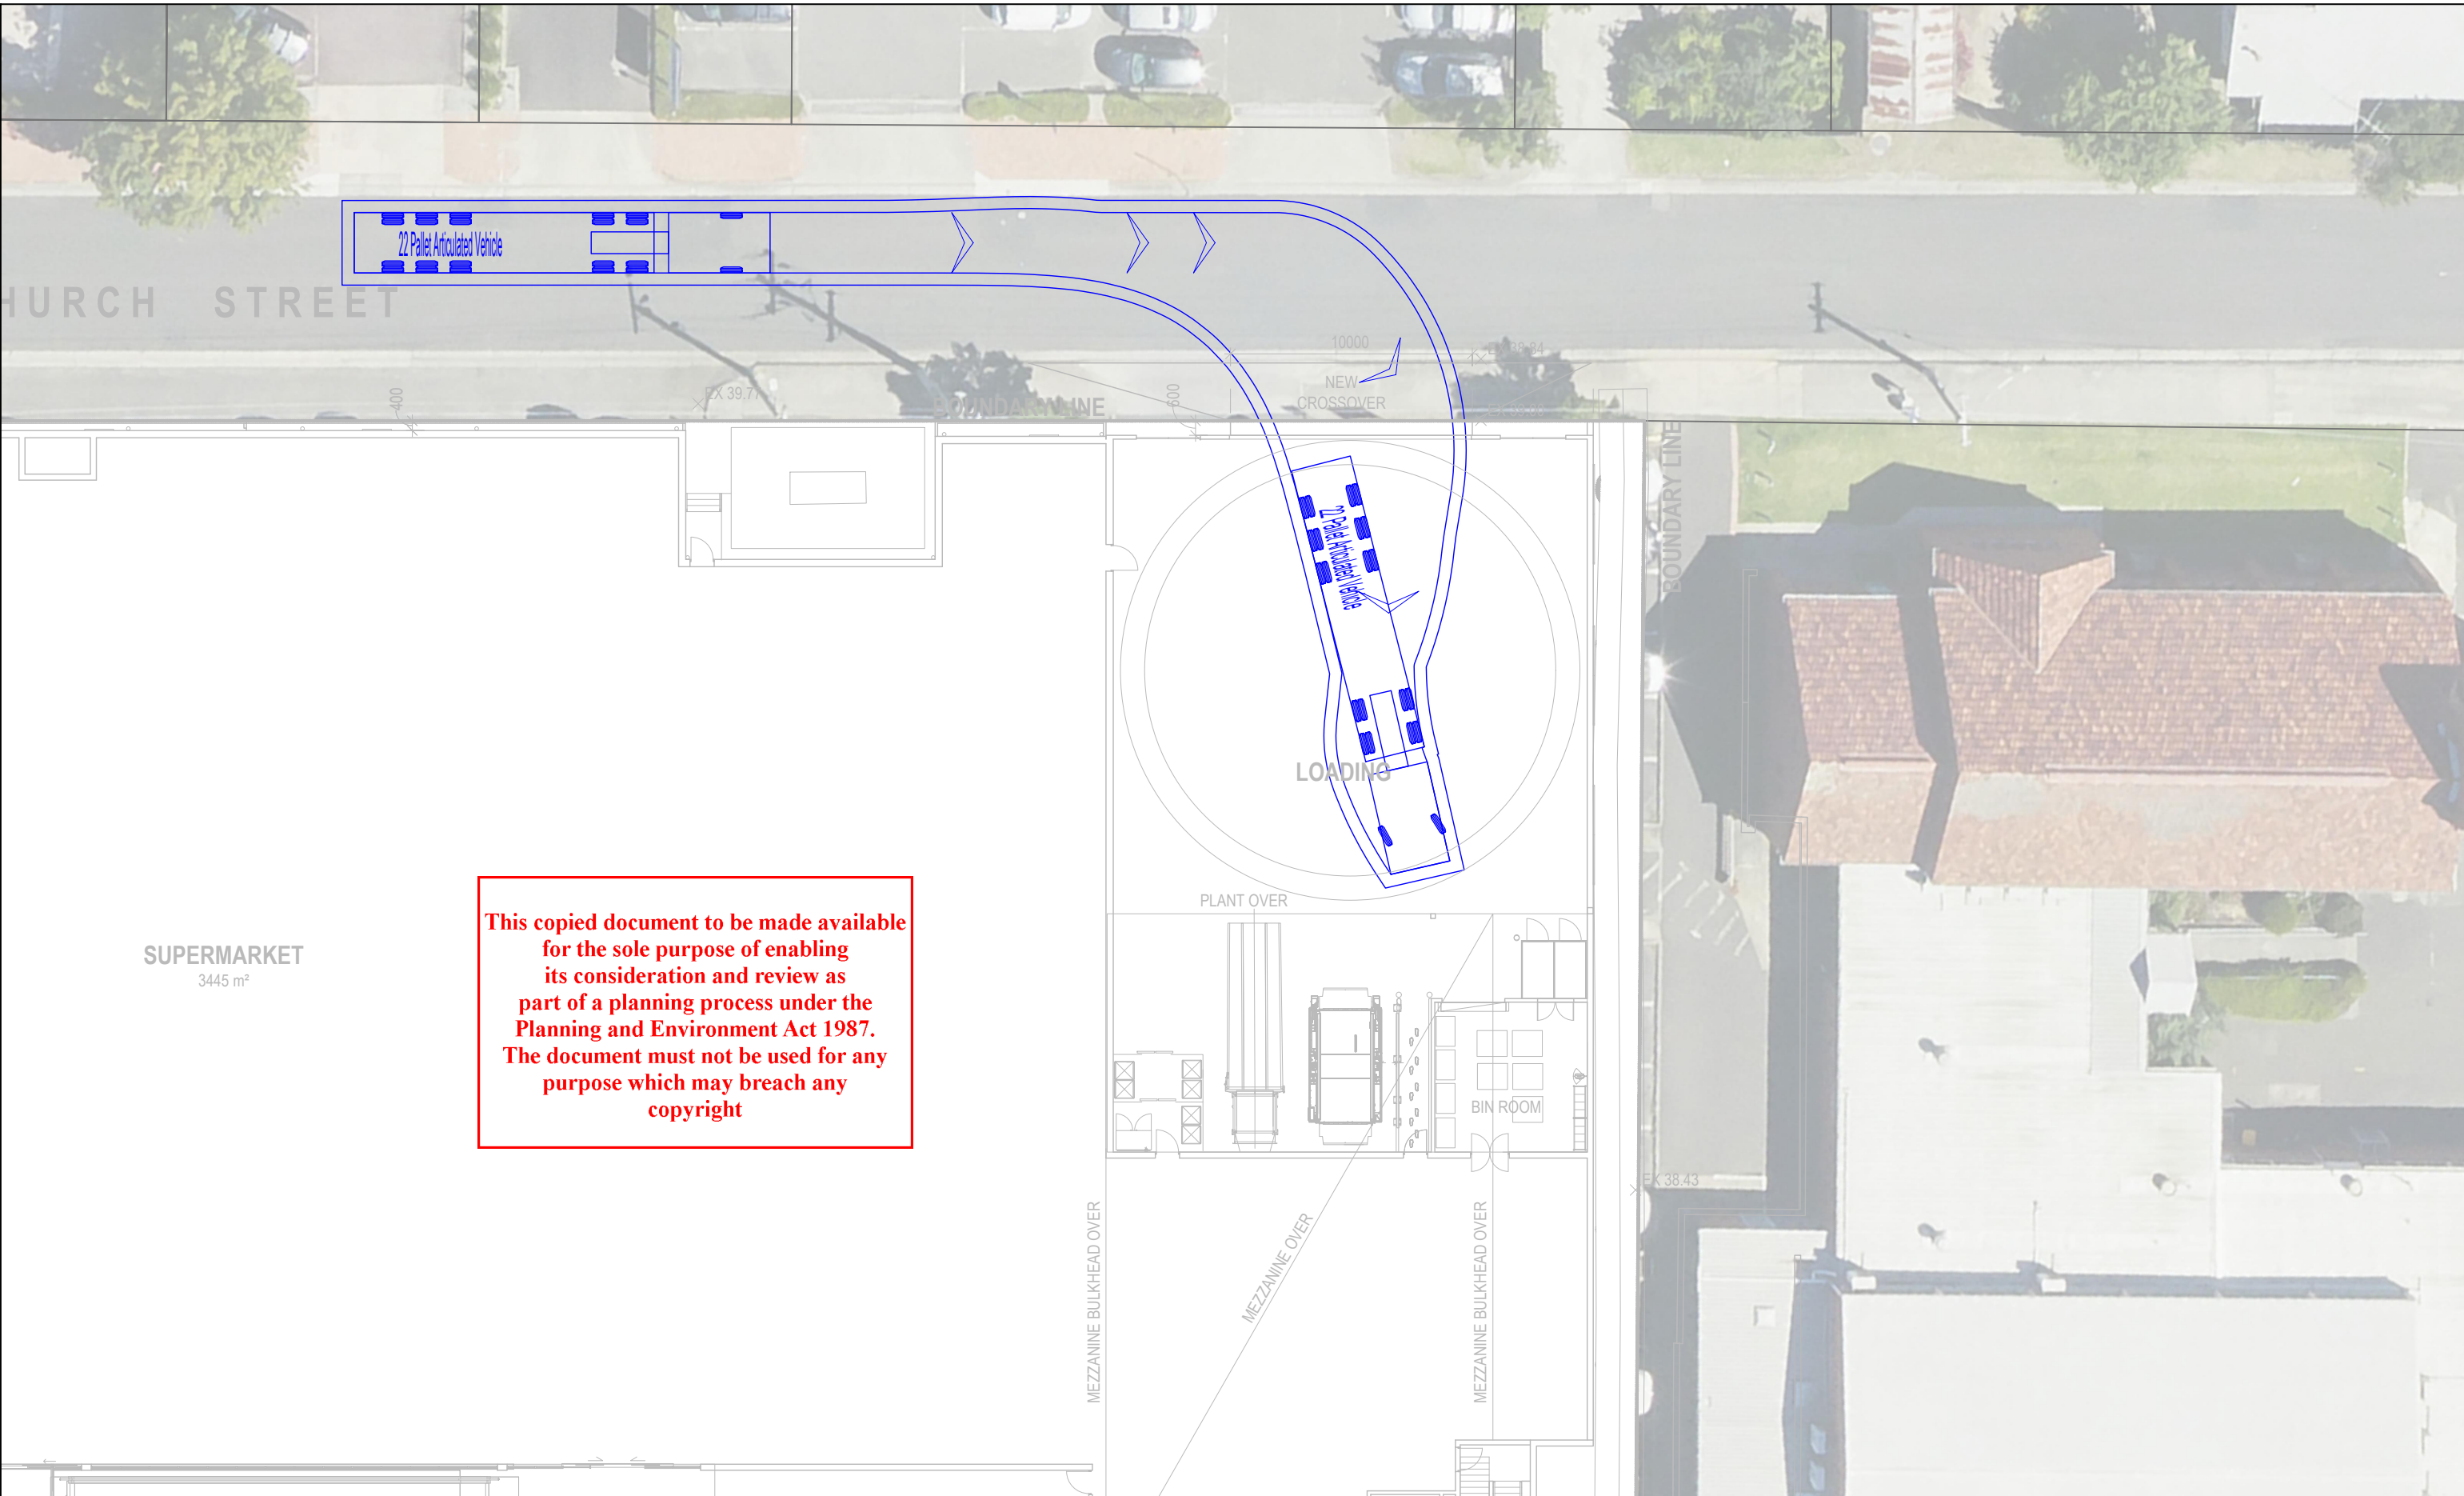 22 Pallet Articulated Vehicle
HURCH STREET
10000
EX 38.84
NEW
CROSSOVER
400
EX 39.77
BOUNDARY LINE
600
BOUNDARY LINE
22 Pallet Articulated Vehicle
LOADING
PLANT OVER
SUPERMARKET
3445 m²
This copied document to be made available
for the sole purpose of enabling
its consideration and review as
part of a planning process under the
Planning and Environment Act 1987.
The document must not be used for any
purpose which may breach any
copyright
BIN ROOM
EX 38.43
MEZZANINE BULKHEAD OVER
MEZZANINE OVER
MEZZANINE BULKHEAD OVER